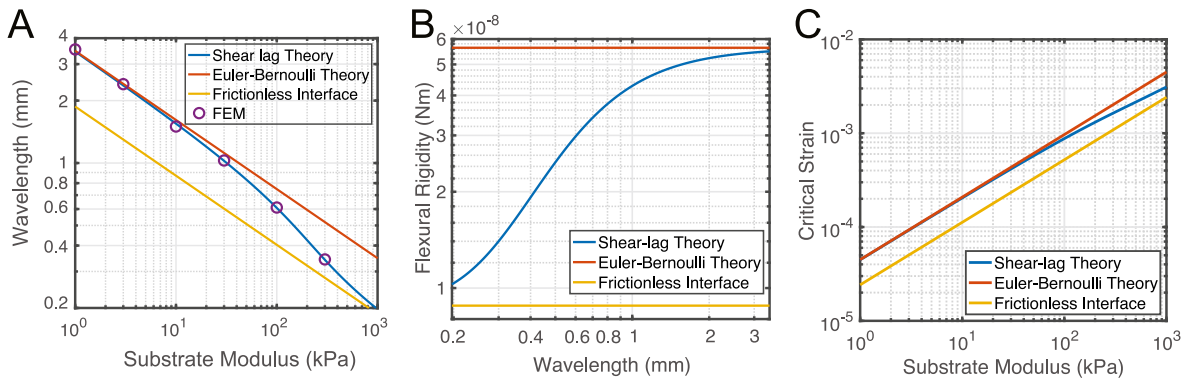 A
Wavelength (mm)
4
3
2
1
0.8
0.6
0.4
0.2
10^0
10^1
10^2
10^3
Substrate Modulus (kPa)
Shear lag Theory
Euler-Bernoulli Theory
Frictionless Interface
FEM
B
×10^-8
Flexural Rigidity (Nm)
6
5
4
3
2
1
0.2
0.4
0.6
0.8
1
2
3
Wavelength (mm)
Shear-lag Theory
Euler-Bernoulli Theory
Frictionless Interface
C
Critical Strain
10^-2
10^-3
10^-4
10^-5
10^0
10^1
10^2
10^3
Substrate Modulus (kPa)
Shear-lag Theory
Euler-Bernoulli Theory
Frictionless Interface